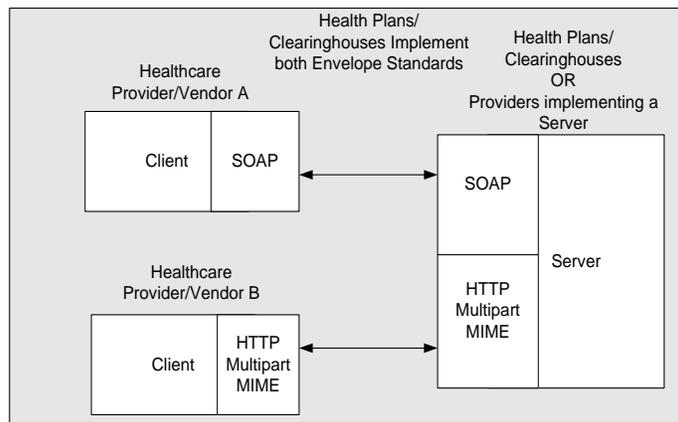 Health Plans/
Clearinghouses Implement
both Envelope Standards
Health Plans/
Clearinghouses
OR
Providers implementing a
Server
Healthcare
Provider/Vendor A
Client
SOAP
SOAP
Server
HTTP
Multipart
MIME
Healthcare
Provider/Vendor B
Client
HTTP
Multipart
MIME